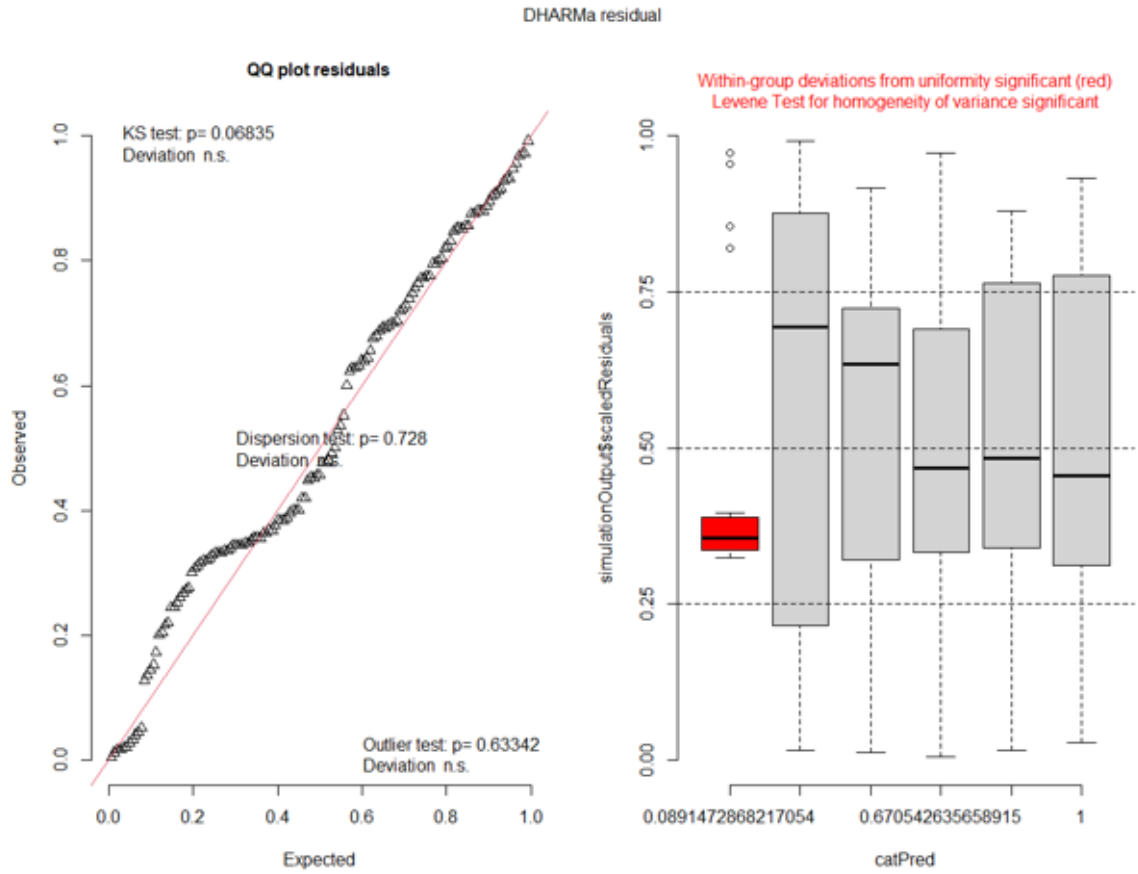 DHARMa residual
QQ plot residuals
KS test: p= 0.06835
Deviation n.s.
Dispersion test: p= 0.728
Deviation n.s.
Outlier test: p= 0.63342
Deviation n.s.
Observed
0.0
0.2
0.4
0.6
0.8
1.0
0.0 0.2 0.4 0.6 0.8 1.0
Expected
Within-group deviations from uniformity significant (red)
Levene Test for homogeneity of variance significant
simulationOutput$scaledResiduals
0.00
0.25
0.50
0.75
1.00
0.0891472868217054 0.670542635658915 1
catPred